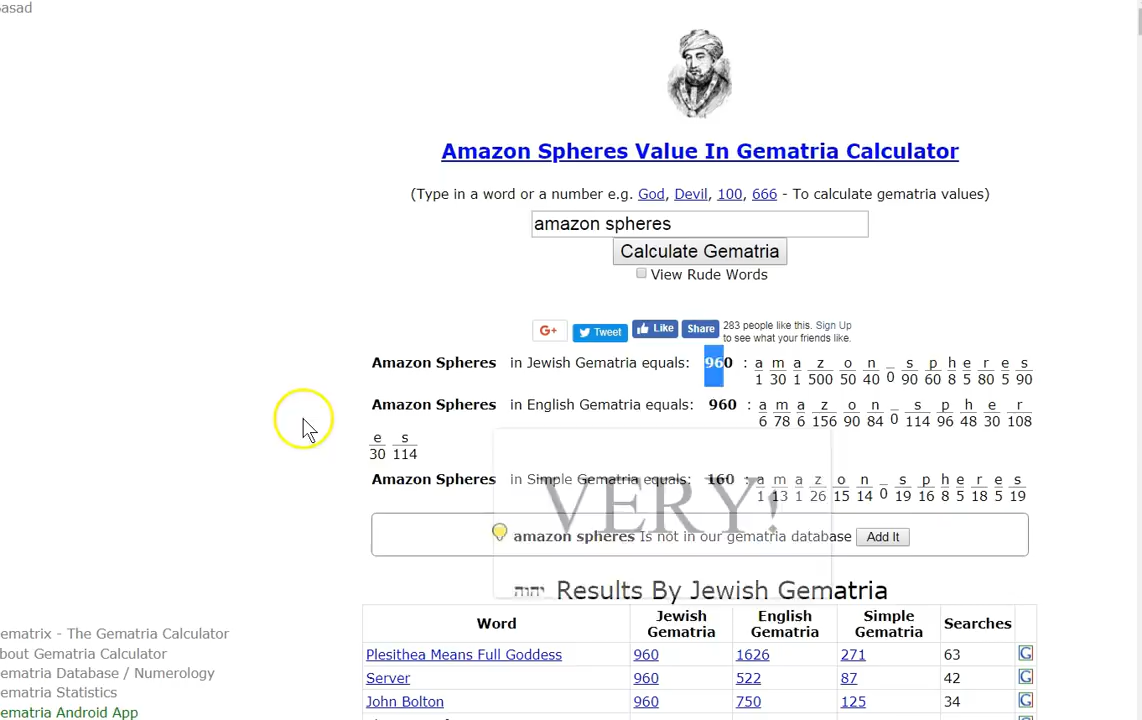 asad
Amazon Spheres Value In Gematria Calculator
(Type in a word or a number e.g. God, Devil, 100, 666 - To calculate gematria values)
amazon spheres
Calculate Gematria
View Rude Words
G+ Tweet Like Share 283 people like this. Sign Up
to see what your friends like.
Amazon Spheres in Jewish Gematria equals: 960 : a m a z o n _ s p h e r e s
1 30 1 500 50 40 0 90 60 8 5 80 5 90
Amazon Spheres in English Gematria equals: 960 : a m a z o n _ s p h e r
6 78 6 156 90 84 0 114 96 48 30 108
e s
30 114
Amazon Spheres in Simple Gematria equals: 160 : a m a z o n _ s p h e r e s
1 13 1 26 15 14 0 19 16 8 5 18 5 19
VERY!
amazon spheres Is not in our gematria database Add It
יהוה Results By Jewish Gematria
Word Jewish Gematria English Gematria Simple Gematria Searches
Plesithea Means Full Goddess 960 1626 271 63 G
Server 960 522 87 42 G
John Bolton 960 750 125 34 G
ematrix - The Gematria Calculator
bout Gematria Calculator
ematria Database / Numerology
ematria Statistics
ematria Android App